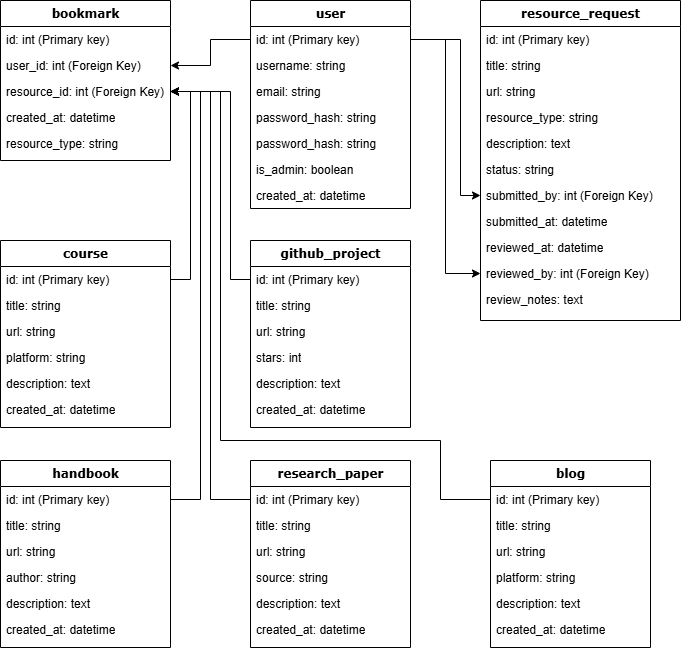 bookmark
id: int (Primary key)
user_id: int (Foreign Key)
resource_id: int (Foreign Key)
created_at: datetime
resource_type: string
user
id: int (Primary key)
username: string
email: string
password_hash: string
password_hash: string
is_admin: boolean
created_at: datetime
resource_request
id: int (Primary key)
title: string
url: string
resource_type: string
description: text
status: string
submitted_by: int (Foreign Key)
submitted_at: datetime
reviewed_at: datetime
reviewed_by: int (Foreign Key)
review_notes: text
course
id: int (Primary key)
title: string
url: string
platform: string
description: text
created_at: datetime
github_project
id: int (Primary key)
title: string
url: string
stars: int
description: text
created_at: datetime
handbook
id: int (Primary key)
title: string
url: string
author: string
description: text
created_at: datetime
research_paper
id: int (Primary key)
title: string
url: string
source: string
description: text
created_at: datetime
blog
id: int (Primary key)
title: string
url: string
platform: string
description: text
created_at: datetime